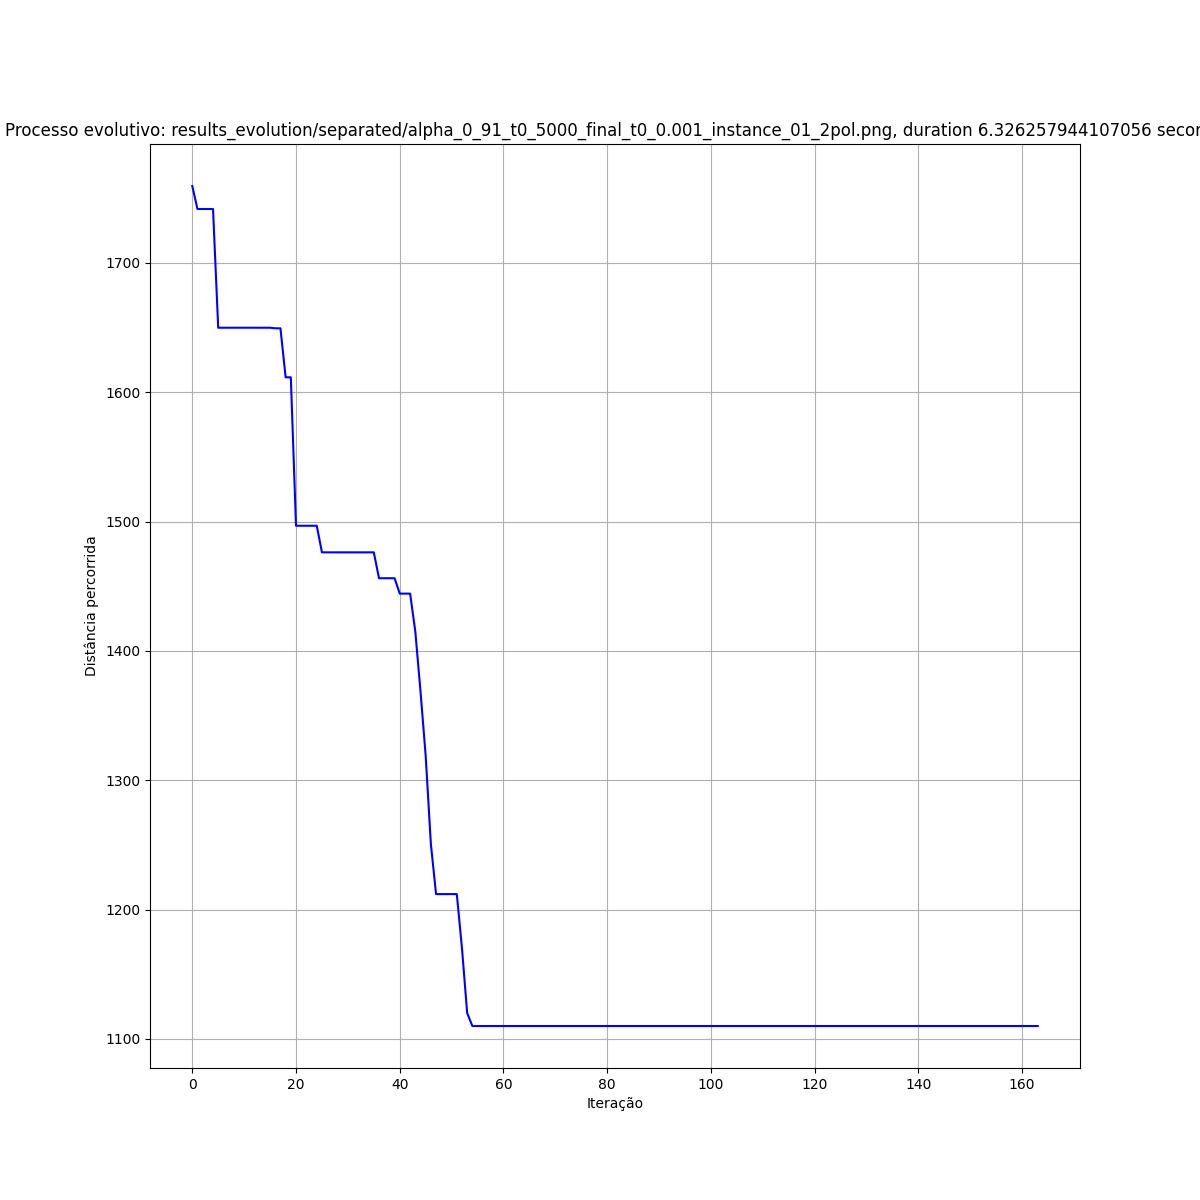 Processo evolutivo: results_evolution/separated/alpha_0_91_t0_5000_final_t0_0.001_instance_01_2pol.png, duration 6.326257944107056 secon
1700
1600
1500
1400
1300
1200
1100
Distância percorrida
0 20 40 60 80 100 120 140 160
Iteração